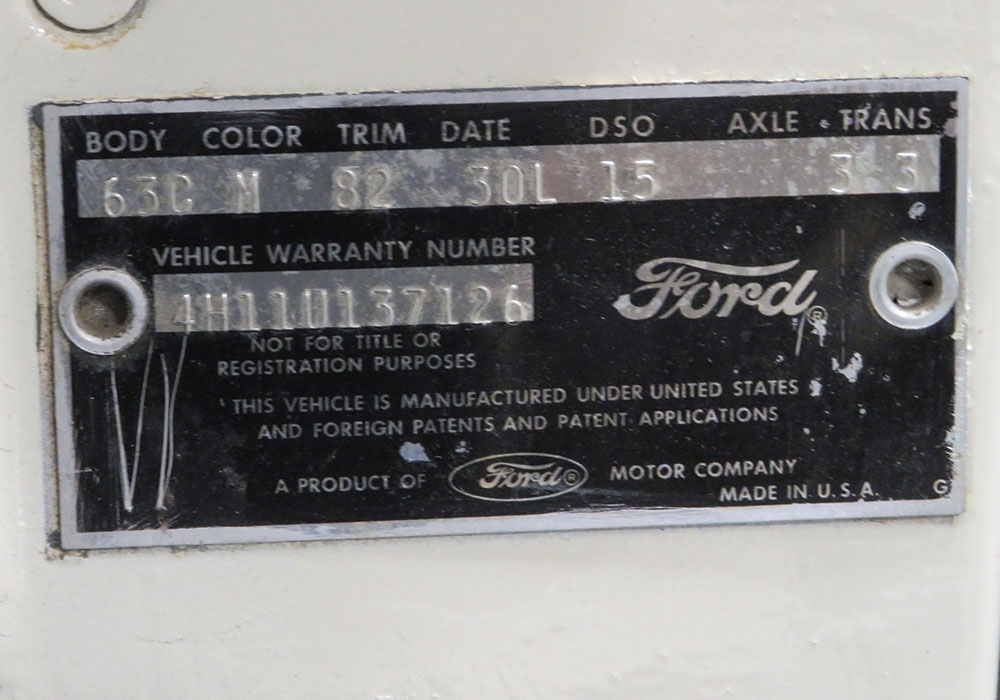 BODY COLOR TRIM DATE DSO AXLE TRANS
63C M 82 30L 15 3 3
VEHICLE WARRANTY NUMBER
4H11U137126
Ford®
NOT FOR TITLE OR
REGISTRATION PURPOSES
THIS VEHICLE IS MANUFACTURED UNDER UNITED STATES
AND FOREIGN PATENTS AND PATENT APPLICATIONS
A PRODUCT OF Ford® MOTOR COMPANY
MADE IN U.S.A. G